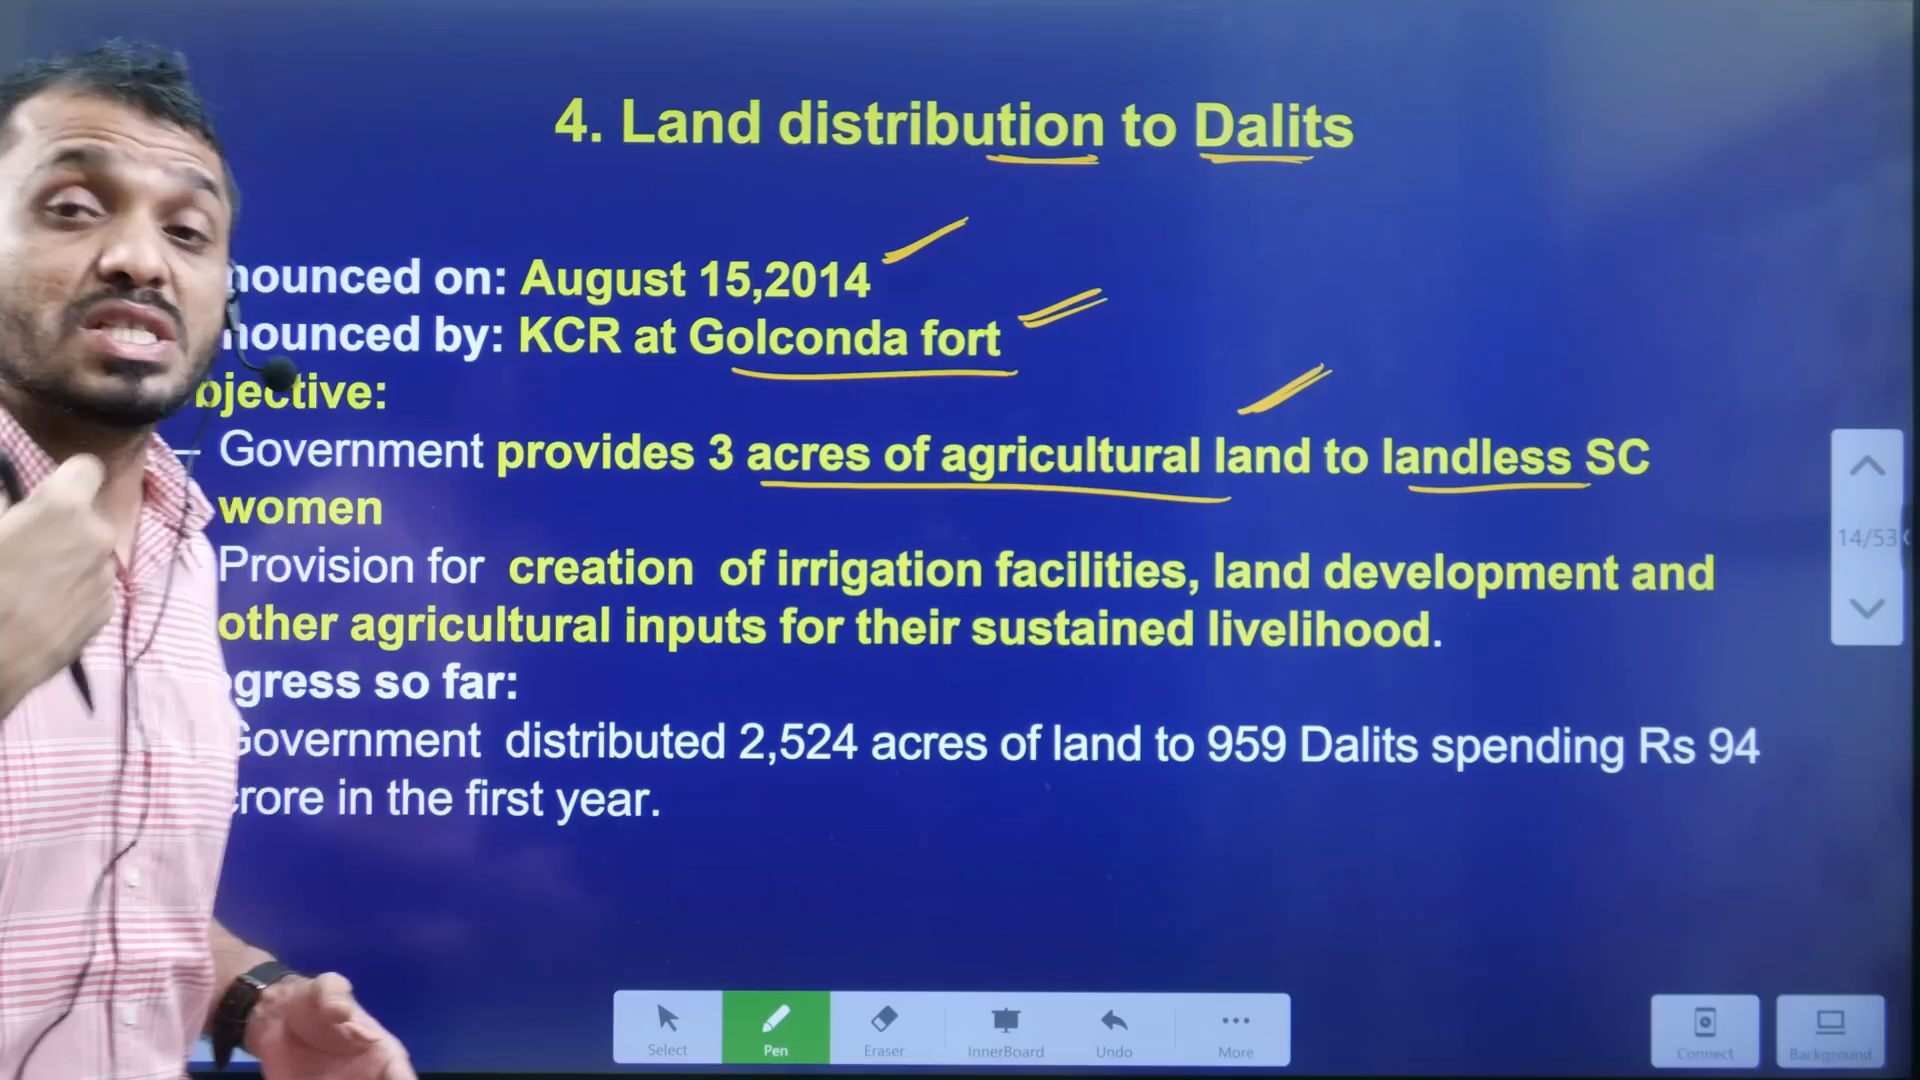 4. Land distribution to Dalits
nounced on: August 15,2014
nounced by: KCR at Golconda fort
bjective:
– Government provides 3 acres of agricultural land to landless SC
women
Provision for creation of irrigation facilities, land development and
other agricultural inputs for their sustained livelihood.
gress so far:
Government distributed 2,524 acres of land to 959 Dalits spending Rs 94
crore in the first year.
14/53
Select
Pen
Eraser
InnerBoard
Undo
More
Connect
Background